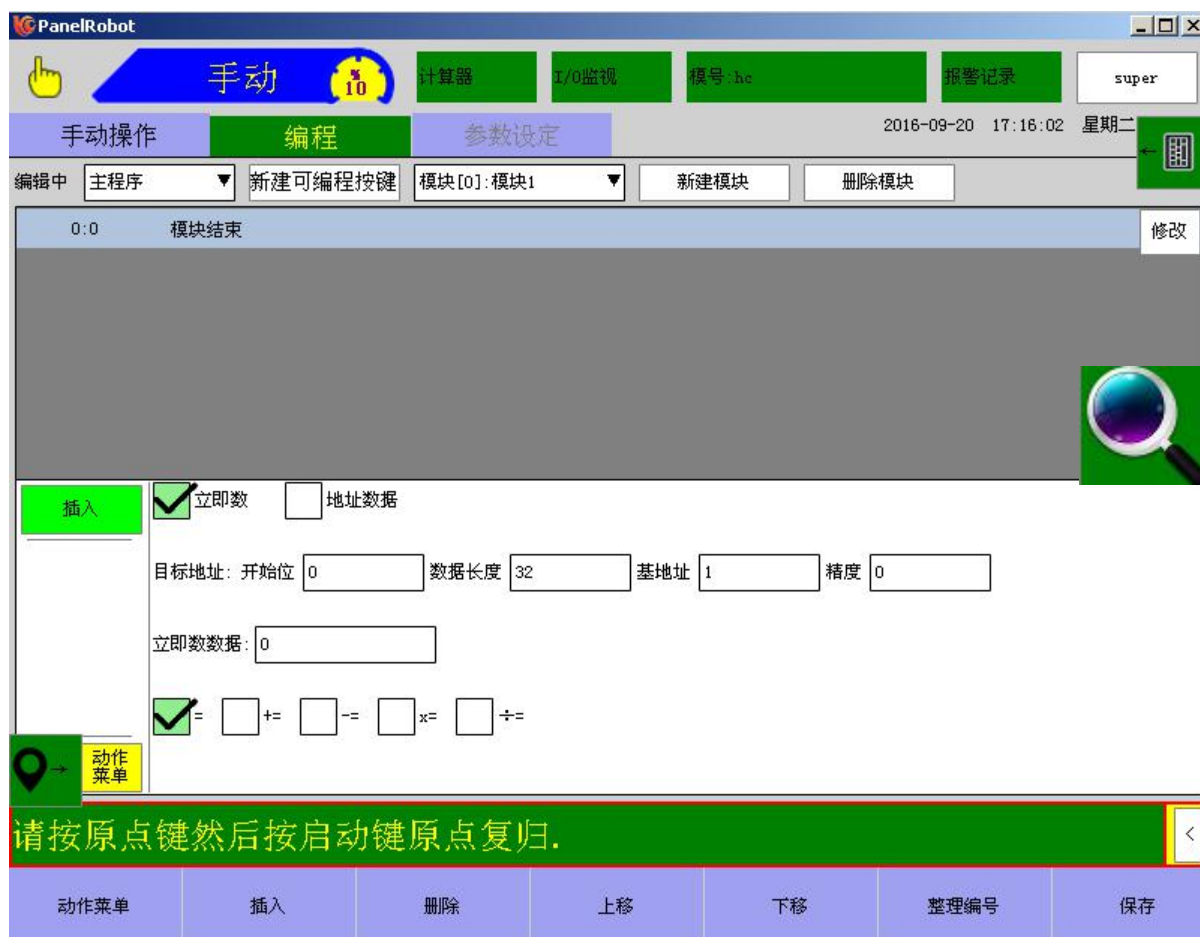 PanelRobot
手动 % 10 计算器 I/O监视 模号:hc 报警记录 super
手动操作 编程 参数设定 2016-09-20 17:16:02 星期二
编辑中 主程序 新建可编程按键 模块[0]:模块1 新建模块 删除模块
0:0 模块结束 修改
插入 立即数 地址数据
目标地址: 开始位 0 数据长度 32 基地址 1 精度 0
立即数数据: 0
= += -= x= ÷=
动作
菜单
请按原点键然后按启动键原点复归.
动作菜单 插入 删除 上移 下移 整理编号 保存